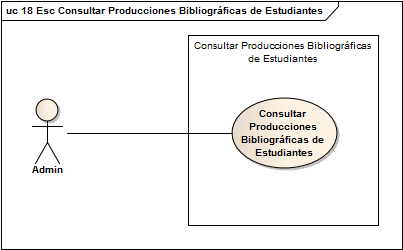 uc 18 Esc Consultar Producciones Bibliográficas de Estudiantes
Consultar Producciones Bibliográficas
de Estudiantes
Consultar
Producciones
Bibliográficas de
Estudiantes
Admin